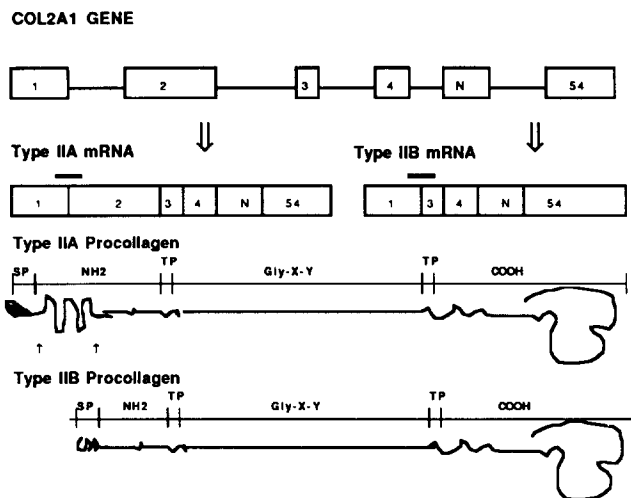 COL2A1 GENE
1 2 3 4 N 54
Type IIA mRNA Type IIB mRNA
1 2 3 4 N 54 1 3 4 N 54
Type IIA Procollagen
SP NH2 TP Gly-X-Y TP COOH
Type IIB Procollagen
SP NH2 TP Gly-X-Y TP COOH